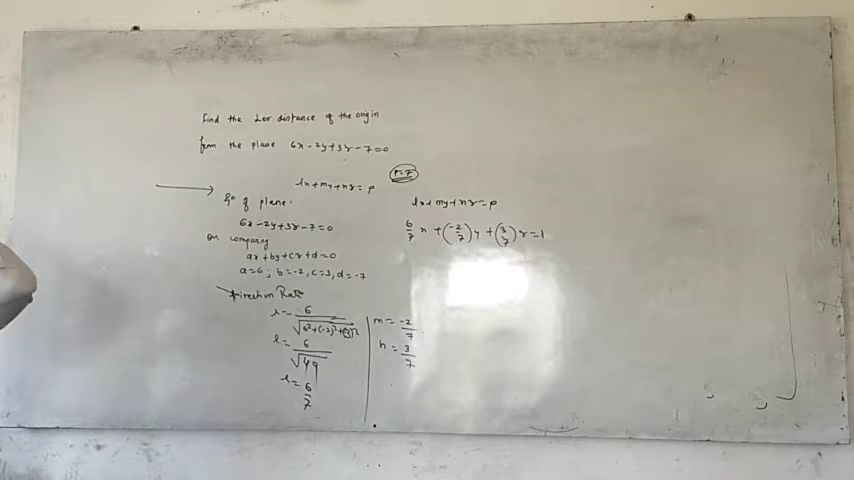 Find the ⊥er distance of the origin
from the plane 6x-2y+3z-7=0
P=7
lx+my+nz=p
Eqn of plane:
6x-2y+3z-7=0
On comparing
ax+by+cz+d=0
a=6; b=-2, c=3, d=-7
Direction
l = 6/√(6²+(-2)²+(3)²)
l = 6/√49
l = 6/7
m = -2/7
n = 3/7
lx+my+nz=p
6/7 x + (-2/7) y + (3/7) z = 1